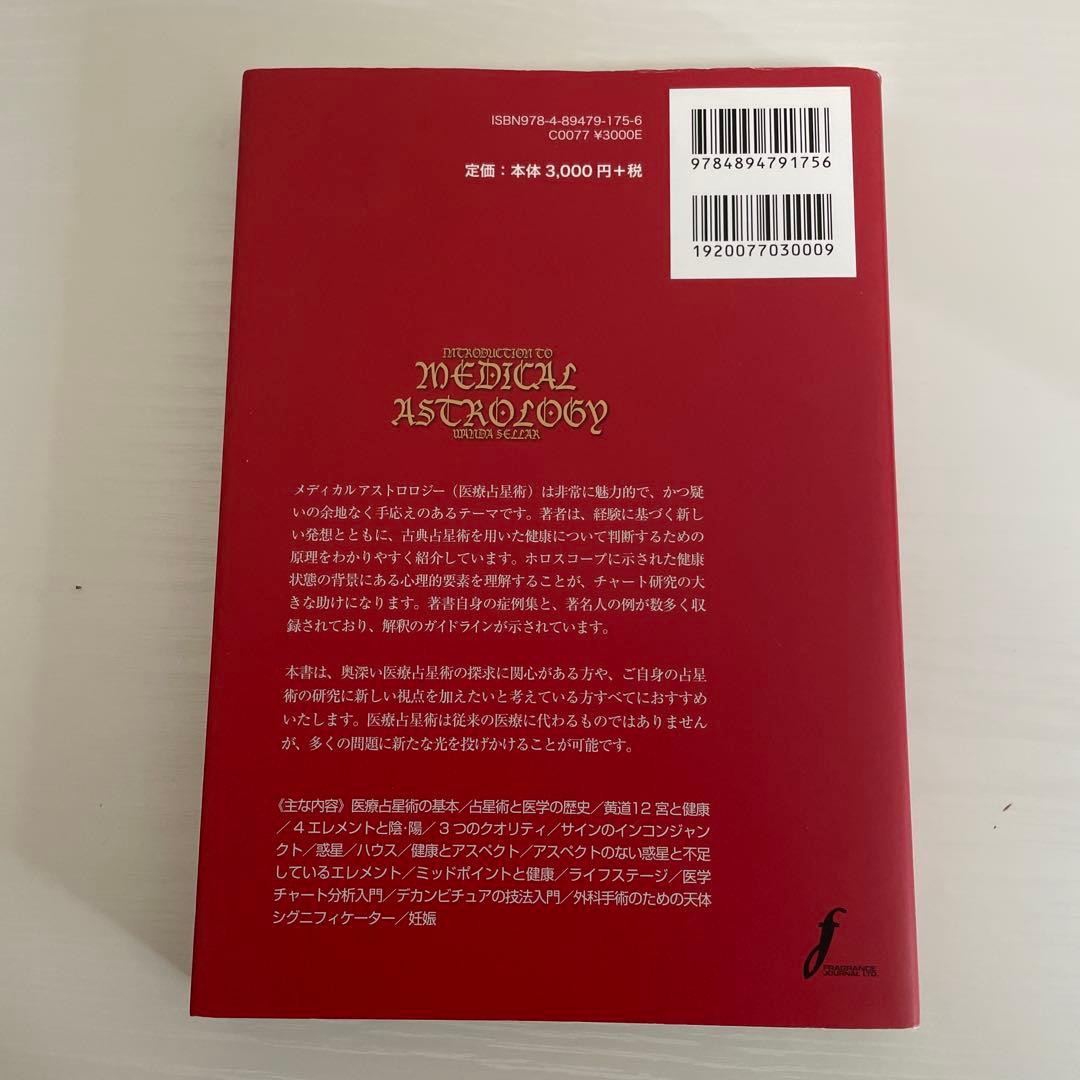 ISBN978-4-89479-175-6
C0077 ¥3000E
定価：本体 3,000 円＋税
9784894791756
1920077030009
INTRODUCTION TO
MEDICAL
ASTROLOGY
WANDA SELLAR
メディカルアストロロジー（医療占星術）は非常に魅力的で、かつ疑
いの余地なく手応えのあるテーマです。著者は、経験に基づく新し
い発想とともに、古典占星術を用いた健康について判断するための
原理をわかりやすく紹介しています。ホロスコープに示された健康
状態の背景にある心理的要素を理解することが、チャート研究の大
きな助けになります。著書自身の症例集と、著名人の例が数多く収
録されており、解釈のガイドラインが示されています。
本書は、奥深い医療占星術の探求に関心がある方や、ご自身の占星
術の研究に新しい視点を加えたいと考えている方すべてにおすすめ
いたします。医療占星術は従来の医療に代わるものではありません
が、多くの問題に新たな光を投げかけることが可能です。
《主な内容》医療占星術の基本／占星術と医学の歴史／黄道12 宮と健康
／4 エレメントと陰・陽／3 つのクオリティ／サインのインコンジャン
クト／惑星／ハウス／健康とアスペクト／アスペクトのない惑星と不足
しているエレメント／ミッドポイントと健康／ライフステージ／医学
チャート分析入門／デカンビチュアの技法入門／外科手術のための天体
シグニフィケーター／妊娠
f
FRAGRANCE
JOURNAL LTD.